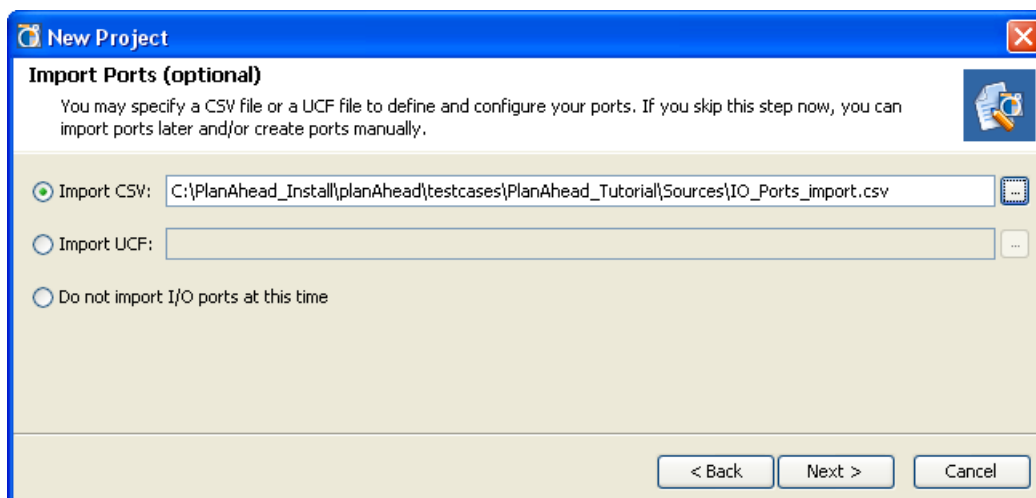 New Project
Import Ports (optional)
You may specify a CSV file or a UCF file to define and configure your ports. If you skip this step now, you can
import ports later and/or create ports manually.
Import CSV: C:\PlanAhead_Install\planAhead\testcases\PlanAhead_Tutorial\Sources\IO_Ports_import.csv ...
Import UCF: ...
Do not import I/O ports at this time
< Back Next > Cancel